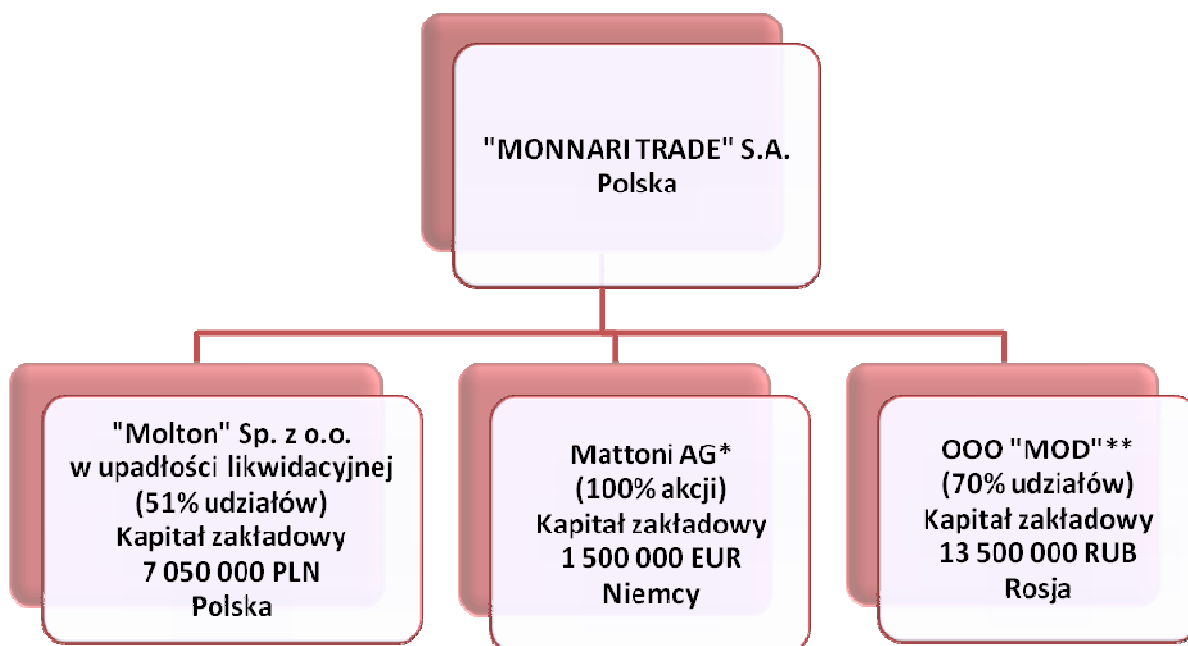 "MONNARI TRADE" S.A.
Polska
"Molton" Sp. z o.o.
w upadłości likwidacyjnej
(51% udziałów)
Kapitał zakładowy
7 050 000 PLN
Polska
Mattoni AG*
(100% akcji)
Kapitał zakładowy
1 500 000 EUR
Niemcy
OOO "MOD"**
(70% udziałów)
Kapitał zakładowy
13 500 000 RUB
Rosja